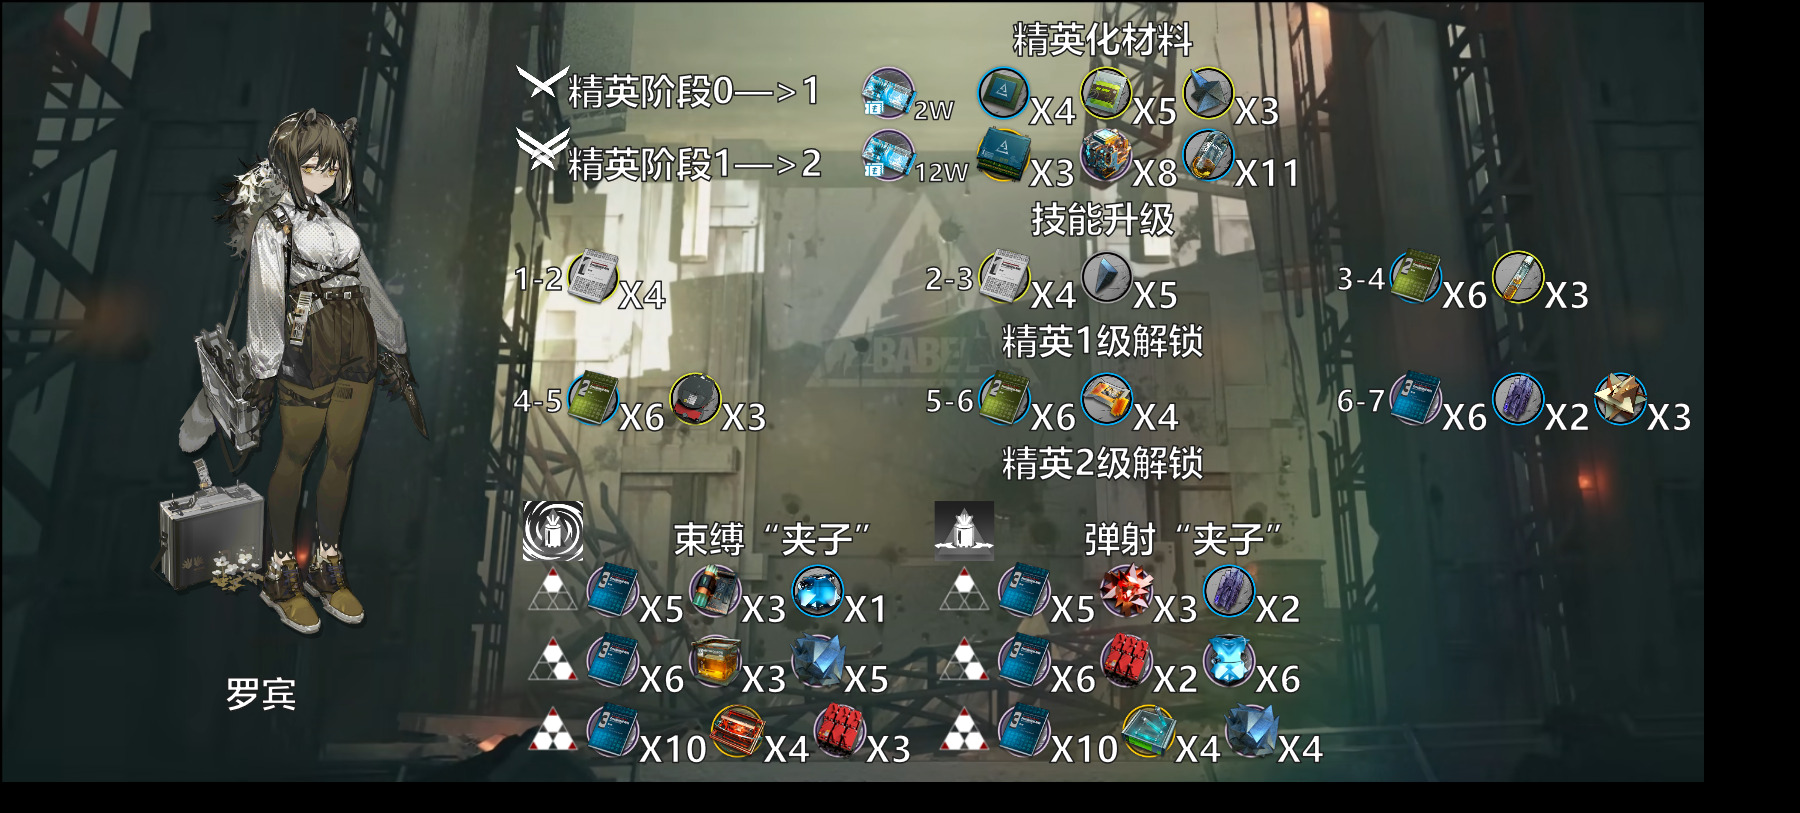 精英化材料
精英阶段0—>1 2W X4 X5 X3
精英阶段1—>2 12W X3 X8 X11
技能升级
1-2 X4 2-3 X4 X5 3-4 X6 X3
BABEL
精英1级解锁
4-5 X6 X3 5-6 X6 X4 6-7 X6 X2 X3
精英2级解锁
束缚“夹子” 弹射“夹子”
X5 X3 X1 X5 X3 X2
X6 X3 X5 X6 X2 X6
X10 X4 X3 X10 X4 X4
罗宾